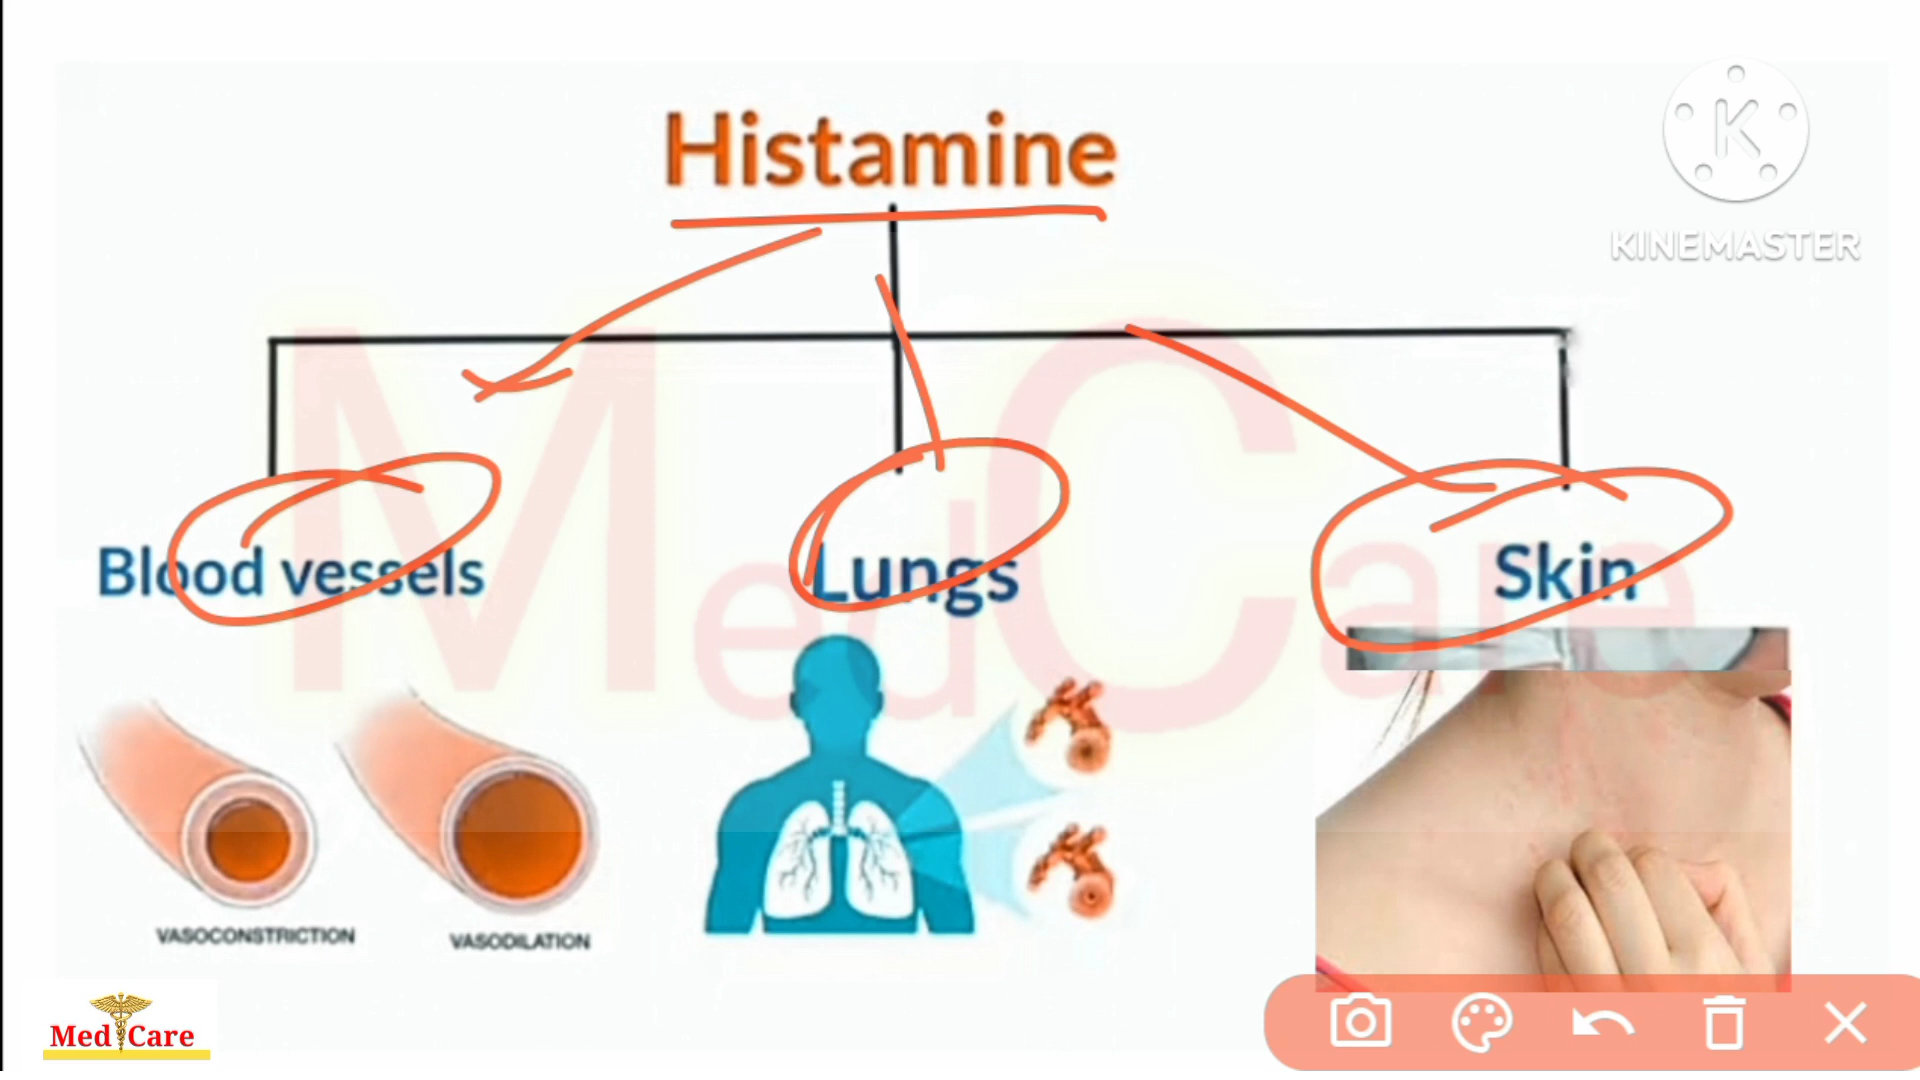 Histamine
K
KINEMASTER
MedCare
Blood vessels
Lungs
Skin
VASOCONSTRICTION
VASODILATION
Med Care